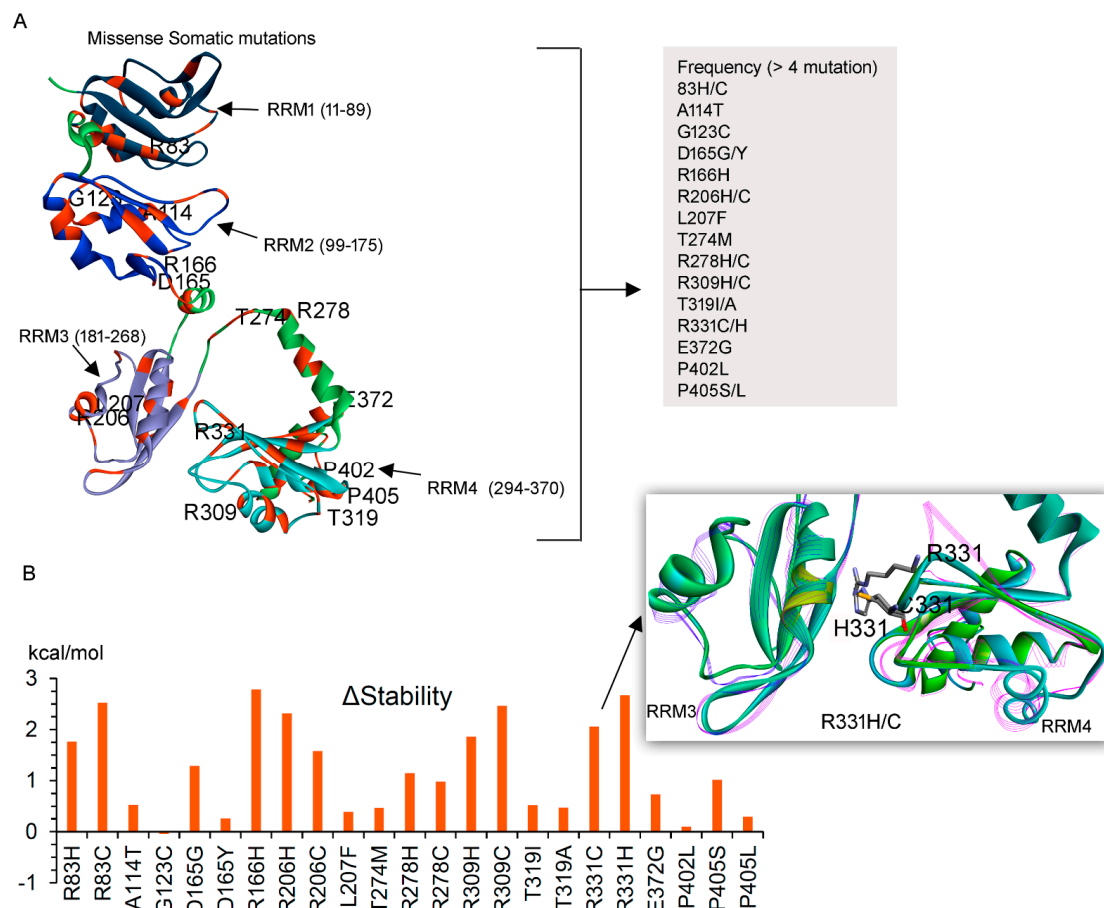 A
Missense Somatic mutations
RRM1 (11-89)
R83
G123
A114
RRM2 (99-175)
R166
D165
T274
R278
RRM3 (181-268)
L207
R206
E372
R331
P402
P405
RRM4 (294-370)
R309
T319
Frequency (> 4 mutation)
83H/C
A114T
G123C
D165G/Y
R166H
R206H/C
L207F
T274M
R278H/C
R309H/C
T319I/A
R331C/H
E372G
P402L
P405S/L
R331
C331
H331
RRM3
R331H/C
RRM4
B
kcal/mol
ΔStability
3
2
1
0
-1
R83H
R83C
A114T
G123C
D165G
D165Y
R166H
R206H
R206C
L207F
T274M
R278H
R278C
R309H
R309C
T319I
T319A
R331C
R331H
E372G
P402L
P405S
P405L